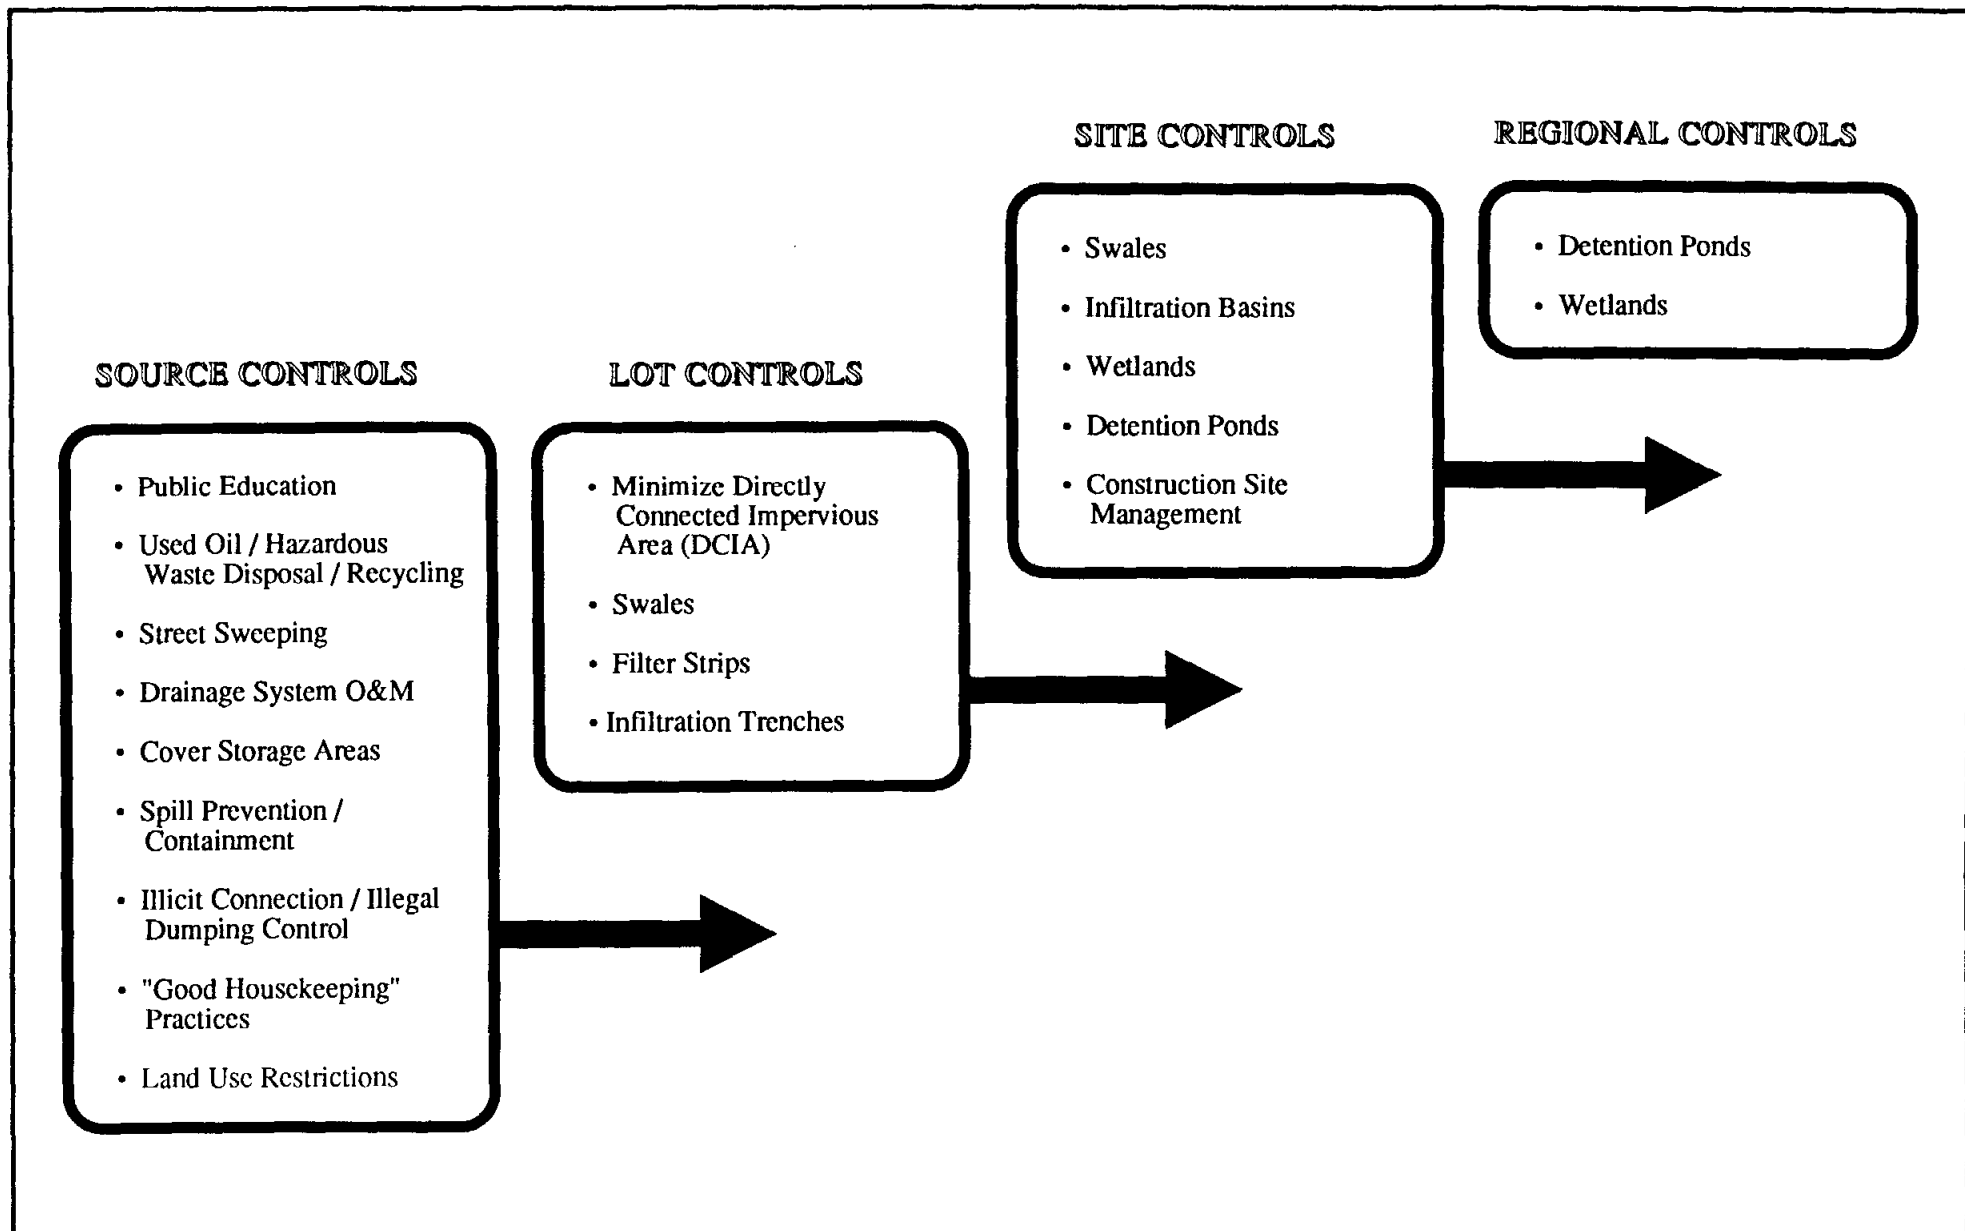 SOURCE CONTROLS
• Public Education
• Used Oil / Hazardous
Waste Disposal / Recycling
• Street Sweeping
• Drainage System O&M
• Cover Storage Areas
• Spill Prevention /
Containment
• Illicit Connection / Illegal
Dumping Control
• "Good Housekeeping"
Practices
• Land Use Restrictions
LOT CONTROLS
• Minimize Directly
Connected Impervious
Area (DCIA)
• Swales
• Filter Strips
• Infiltration Trenches
SITE CONTROLS
• Swales
• Infiltration Basins
• Wetlands
• Detention Ponds
• Construction Site
Management
REGIONAL CONTROLS
• Detention Ponds
• Wetlands